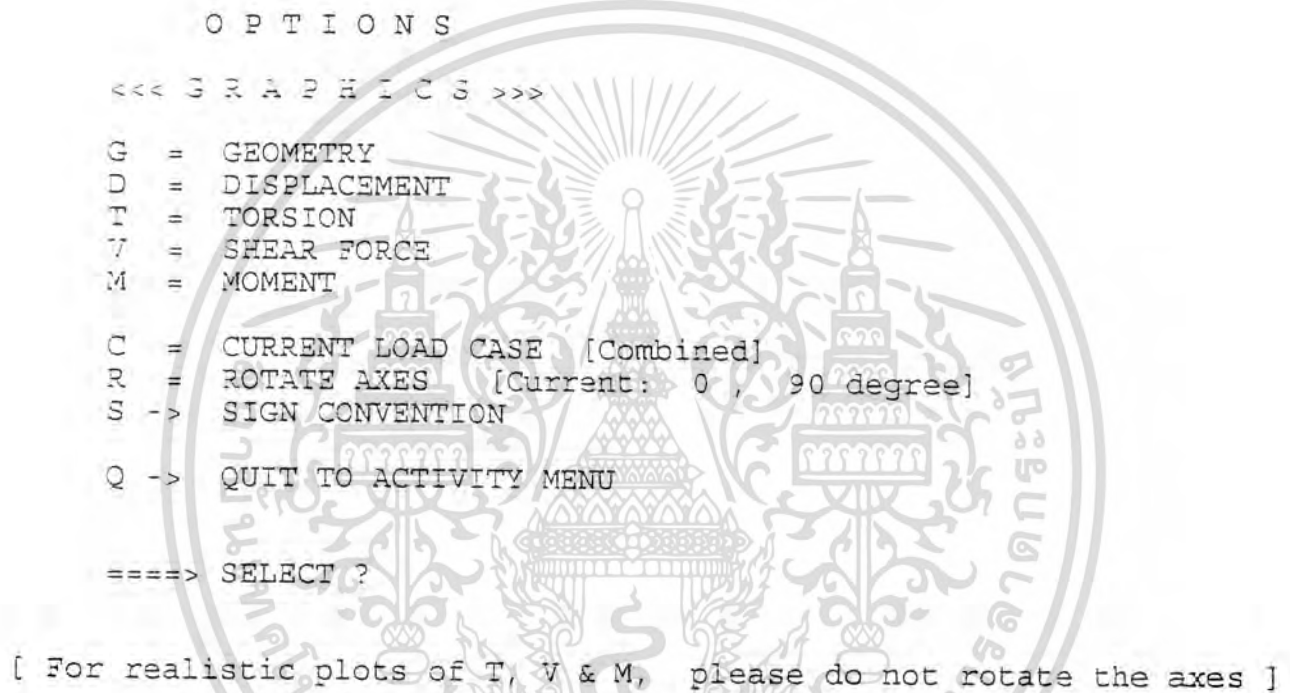 O P T I O N S
<<< G R A P H I C S >>>
G = GEOMETRY
D = DISPLACEMENT
T = TORSION
V = SHEAR FORCE
M = MOMENT
C = CURRENT LOAD CASE [Combined]
R = ROTATE AXES [Current: 0 , 90 degree]
S -> SIGN CONVENTION
Q -> QUIT TO ACTIVITY MENU
====> SELECT ?
[ For realistic plots of T, V & M, please do not rotate the axes ]